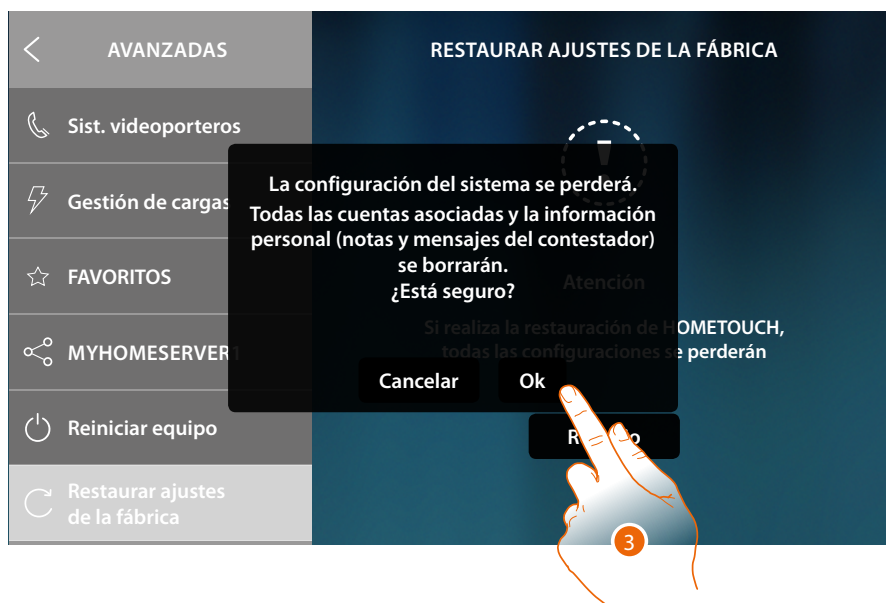 AVANZADAS
RESTAURAR AJUSTES DE LA FÁBRICA
Sist. videoporteros
Gestión de cargas
FAVORITOS
MYHOMESERVER1
Reiniciar equipo
Restaurar ajustes
de la fábrica
La configuración del sistema se perderá.
Todas las cuentas asociadas y la información
personal (notas y mensajes del contestador)
se borrarán.
¿Está seguro?
Cancelar
Ok
Atención
Si realiza la restauración de HOMETOUCH,
todas las configuraciones se perderán
3